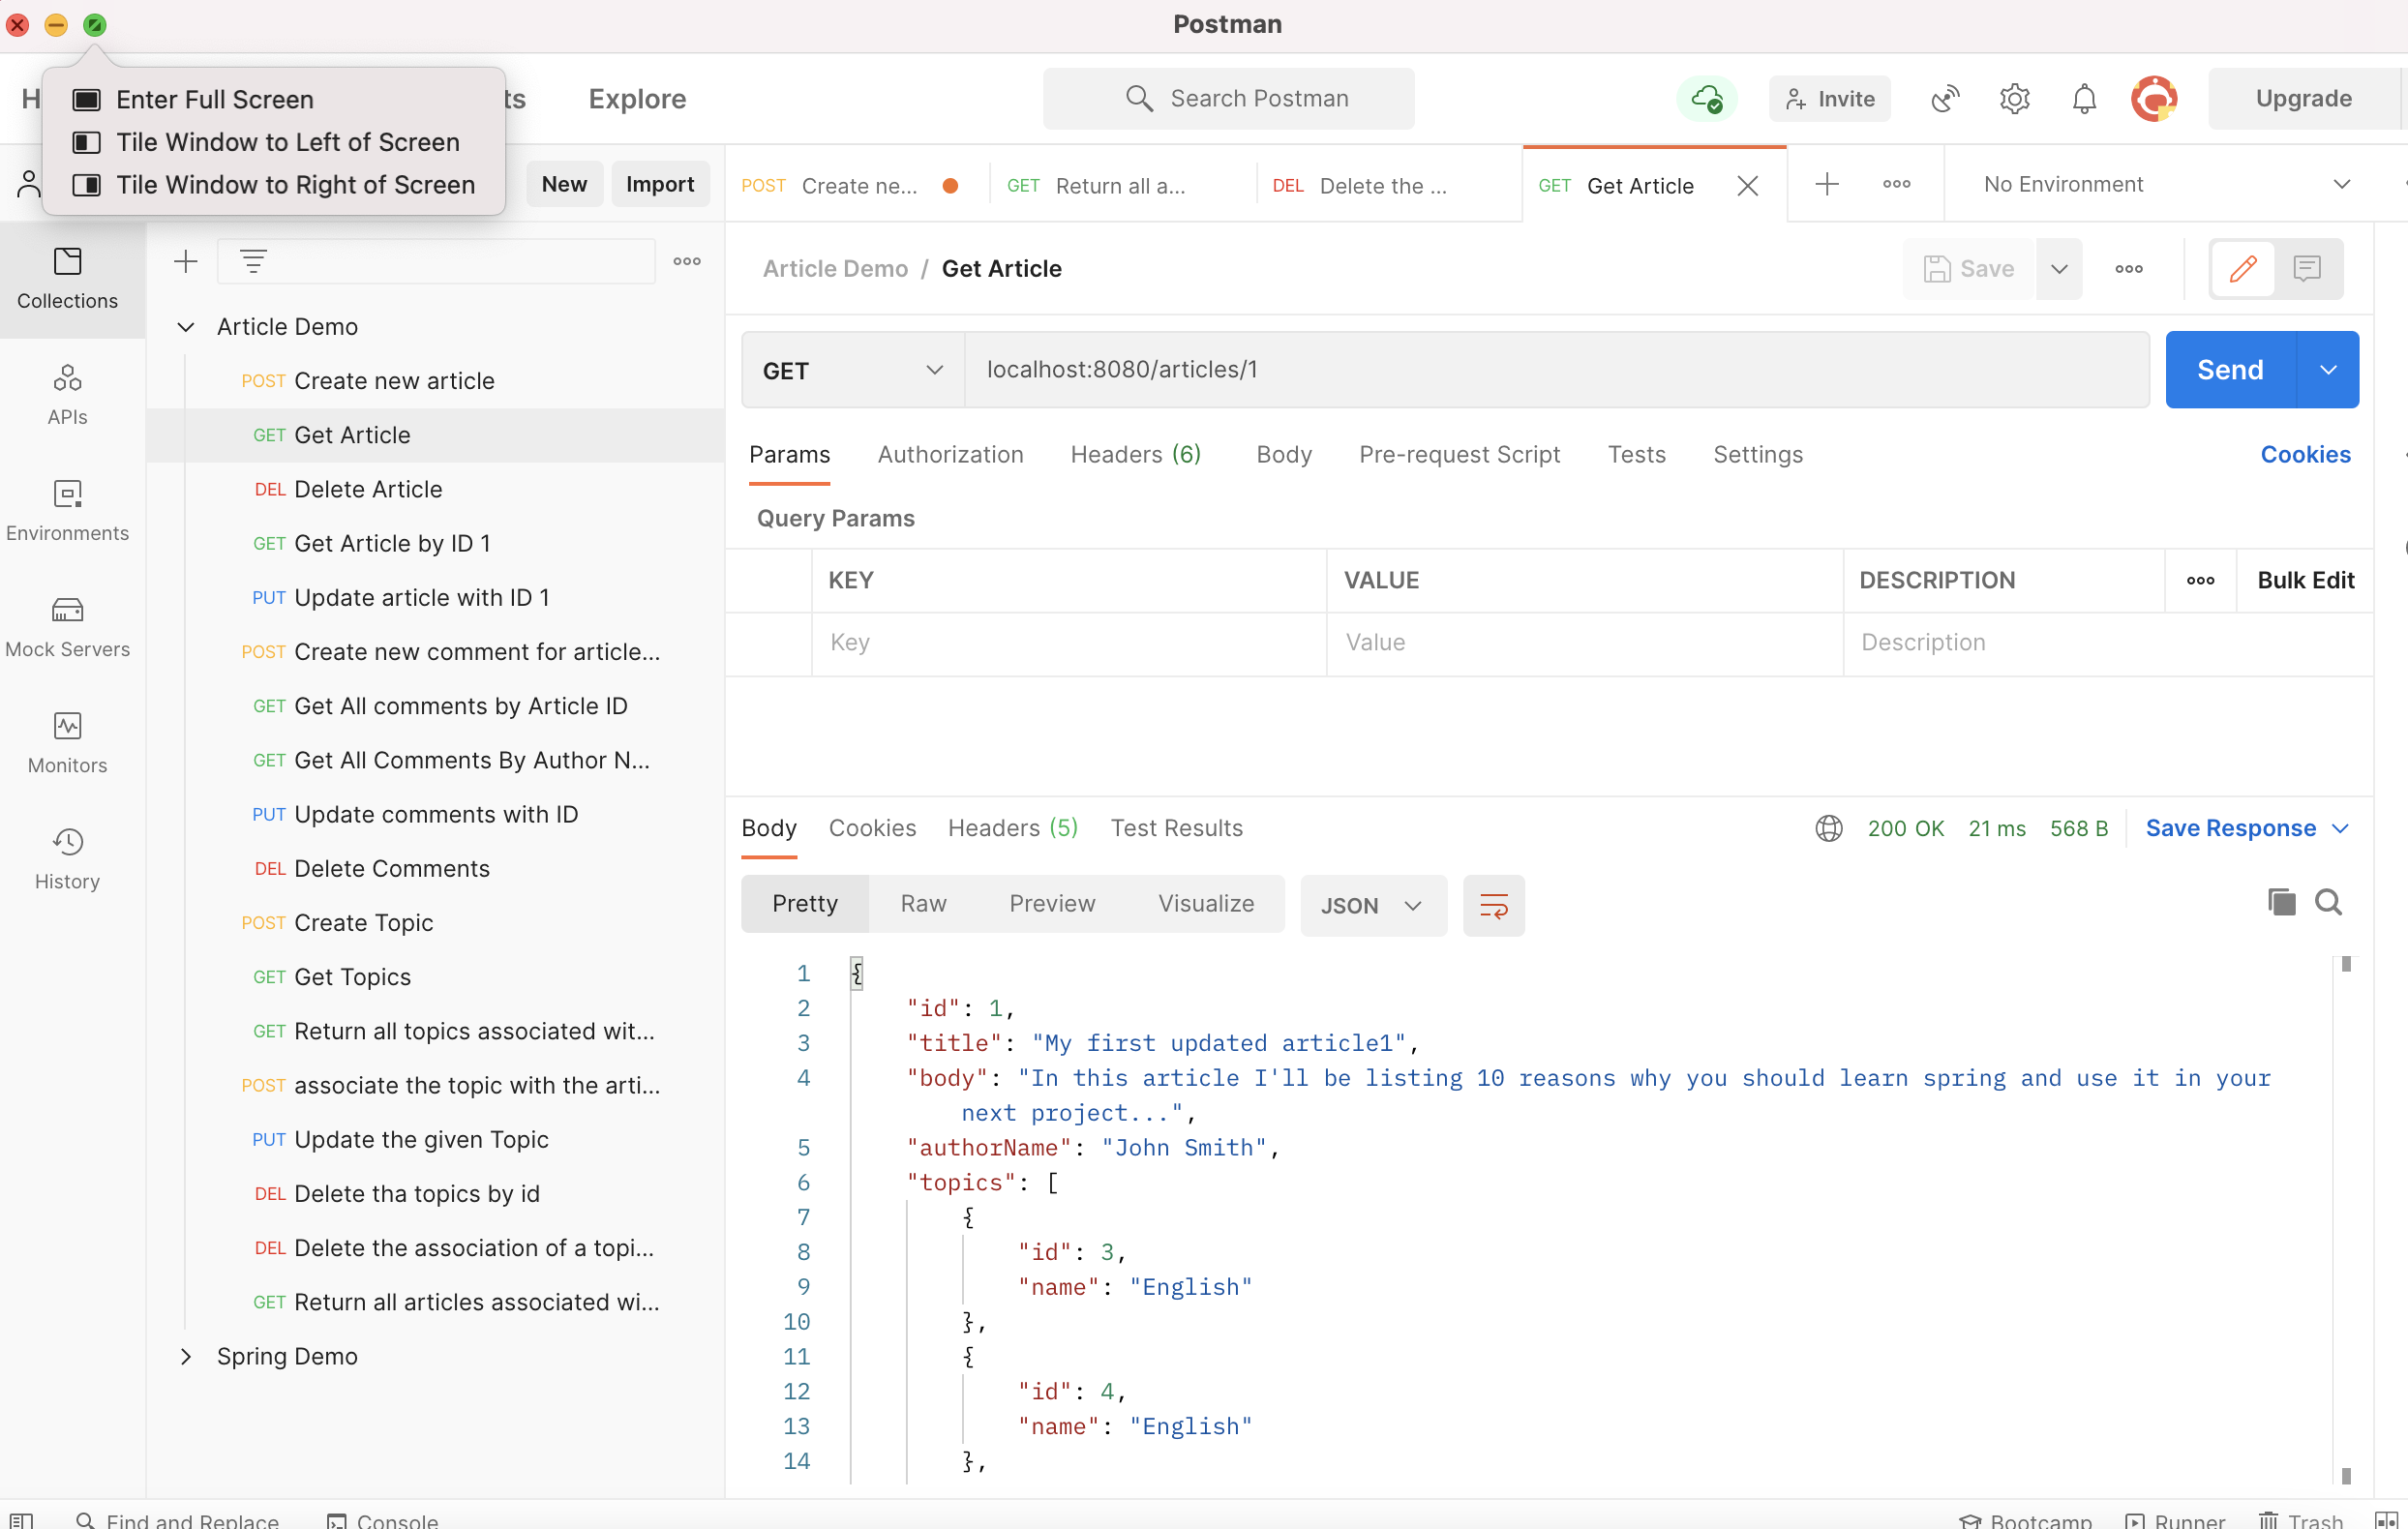 Postman
Enter Full Screen
Tile Window to Left of Screen
Tile Window to Right of Screen
Explore
Search Postman
Invite
Upgrade
New
Import
POST Create ne...
GET Return all a...
DEL Delete the ...
GET Get Article
No Environment
Collections
APIs
Environments
Mock Servers
Monitors
History
Article Demo
POST Create new article
GET Get Article
DEL Delete Article
GET Get Article by ID 1
PUT Update article with ID 1
POST Create new comment for article...
GET Get All comments by Article ID
GET Get All Comments By Author N...
PUT Update comments with ID
DEL Delete Comments
POST Create Topic
GET Get Topics
GET Return all topics associated wit...
POST associate the topic with the arti...
PUT Update the given Topic
DEL Delete tha topics by id
DEL Delete the association of a topi...
GET Return all articles associated wi...
Spring Demo
Article Demo / Get Article
Save
GET localhost:8080/articles/1
Send
Params Authorization Headers (6) Body Pre-request Script Tests Settings Cookies
Query Params
KEY VALUE DESCRIPTION Bulk Edit
Key Value Description
Body Cookies Headers (5) Test Results 200 OK 21 ms 568 B Save Response
Pretty Raw Preview Visualize JSON
1 {
2 "id": 1,
3 "title": "My first updated article1",
4 "body": "In this article I'll be listing 10 reasons why you should learn spring and use it in your
next project...",
5 "authorName": "John Smith",
6 "topics": [
7 {
8 "id": 3,
9 "name": "English"
10 },
11 {
12 "id": 4,
13 "name": "English"
14 },
Find and Replace Console Bootcamp Runner Trash